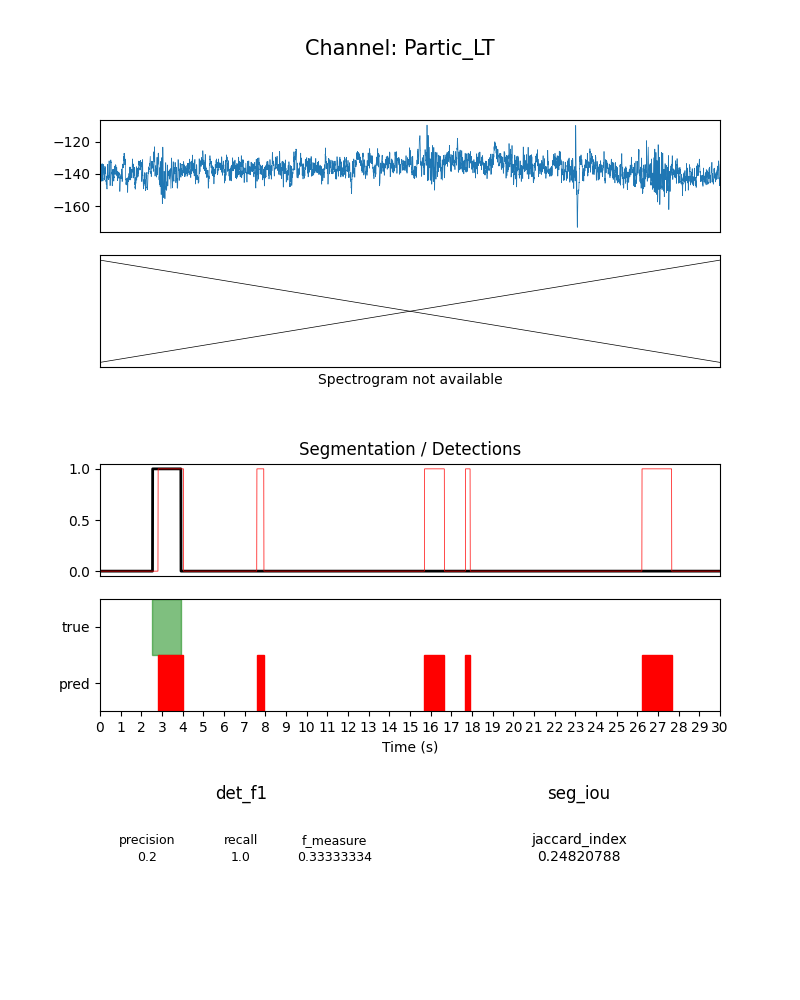 Channel: Partic_LT
−120
−140
−160
Spectrogram not available
Segmentation / Detections
1.0
0.5
0.0
true
pred
0 1 2 3 4 5 6 7 8 9 10 11 12 13 14 15 16 17 18 19 20 21 22 23 24 25 26 27 28 29 30
Time (s)
det_f1 seg_iou
precision recall f_measure jaccard_index
0.2 1.0 0.33333334 0.24820788